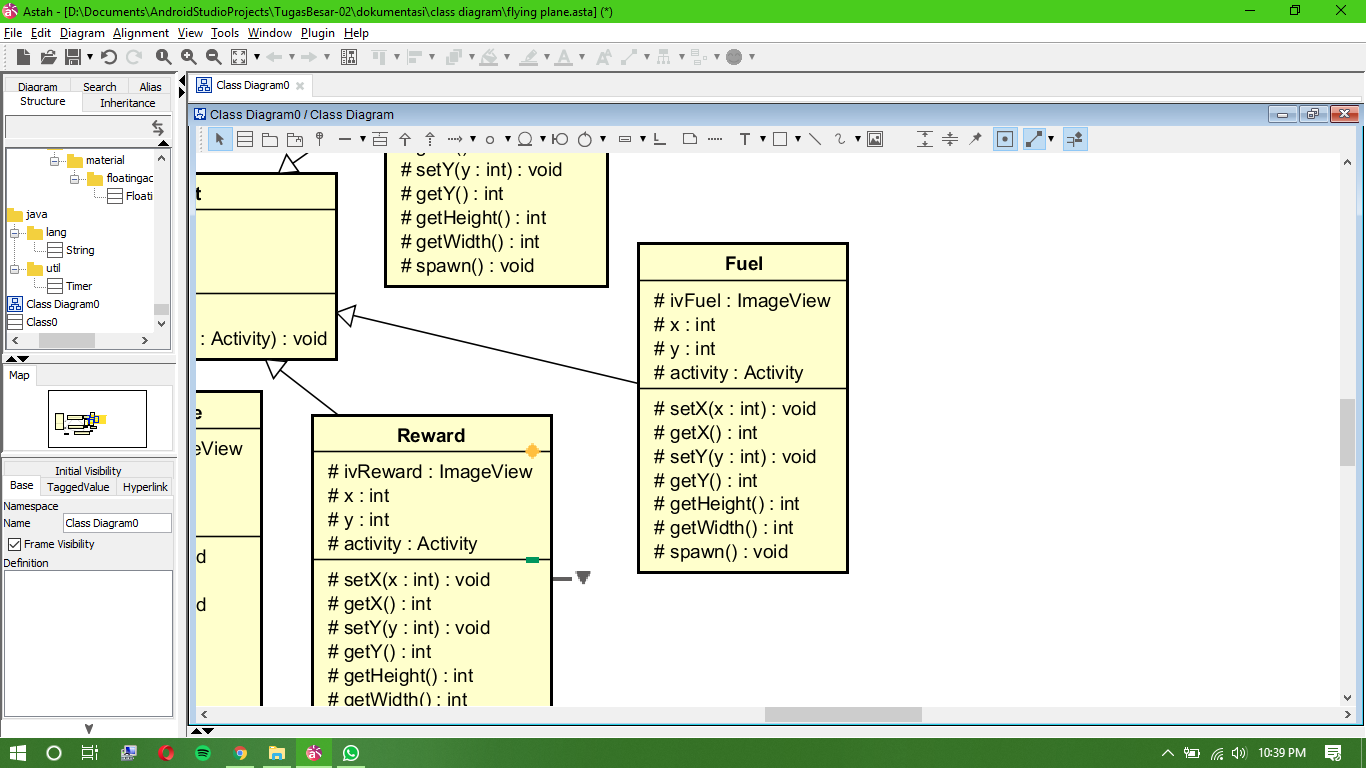 Astah - [D:\Documents\AndroidStudioProjects\TugasBesar-02\dokumentasi\class diagram\flying plane.asta] (*)
File Edit Diagram Alignment View Tools Window Plugin Help
Diagram Search Alias
Structure Inheritance
material
floatingac
Floati
java
lang
String
util
Timer
Class Diagram0
Class0
Map
Initial Visibility
Base TaggedValue Hyperlink
Namespace
Name Class Diagram0
Frame Visibility
Definition
Class Diagram0
Class Diagram0 / Class Diagram
T
# setY(y : int) : void
# getY() : int
# getHeight() : int
# getWidth() : int
# spawn() : void
t
: Activity) : void
e
eView
d
d
Reward
# ivReward : ImageView
# x : int
# y : int
# activity : Activity
# setX(x : int) : void
# getX() : int
# setY(y : int) : void
# getY() : int
# getHeight() : int
# getWidth() : int
Fuel
# ivFuel : ImageView
# x : int
# y : int
# activity : Activity
# setX(x : int) : void
# getX() : int
# setY(y : int) : void
# getY() : int
# getHeight() : int
# getWidth() : int
# spawn() : void
10:39 PM